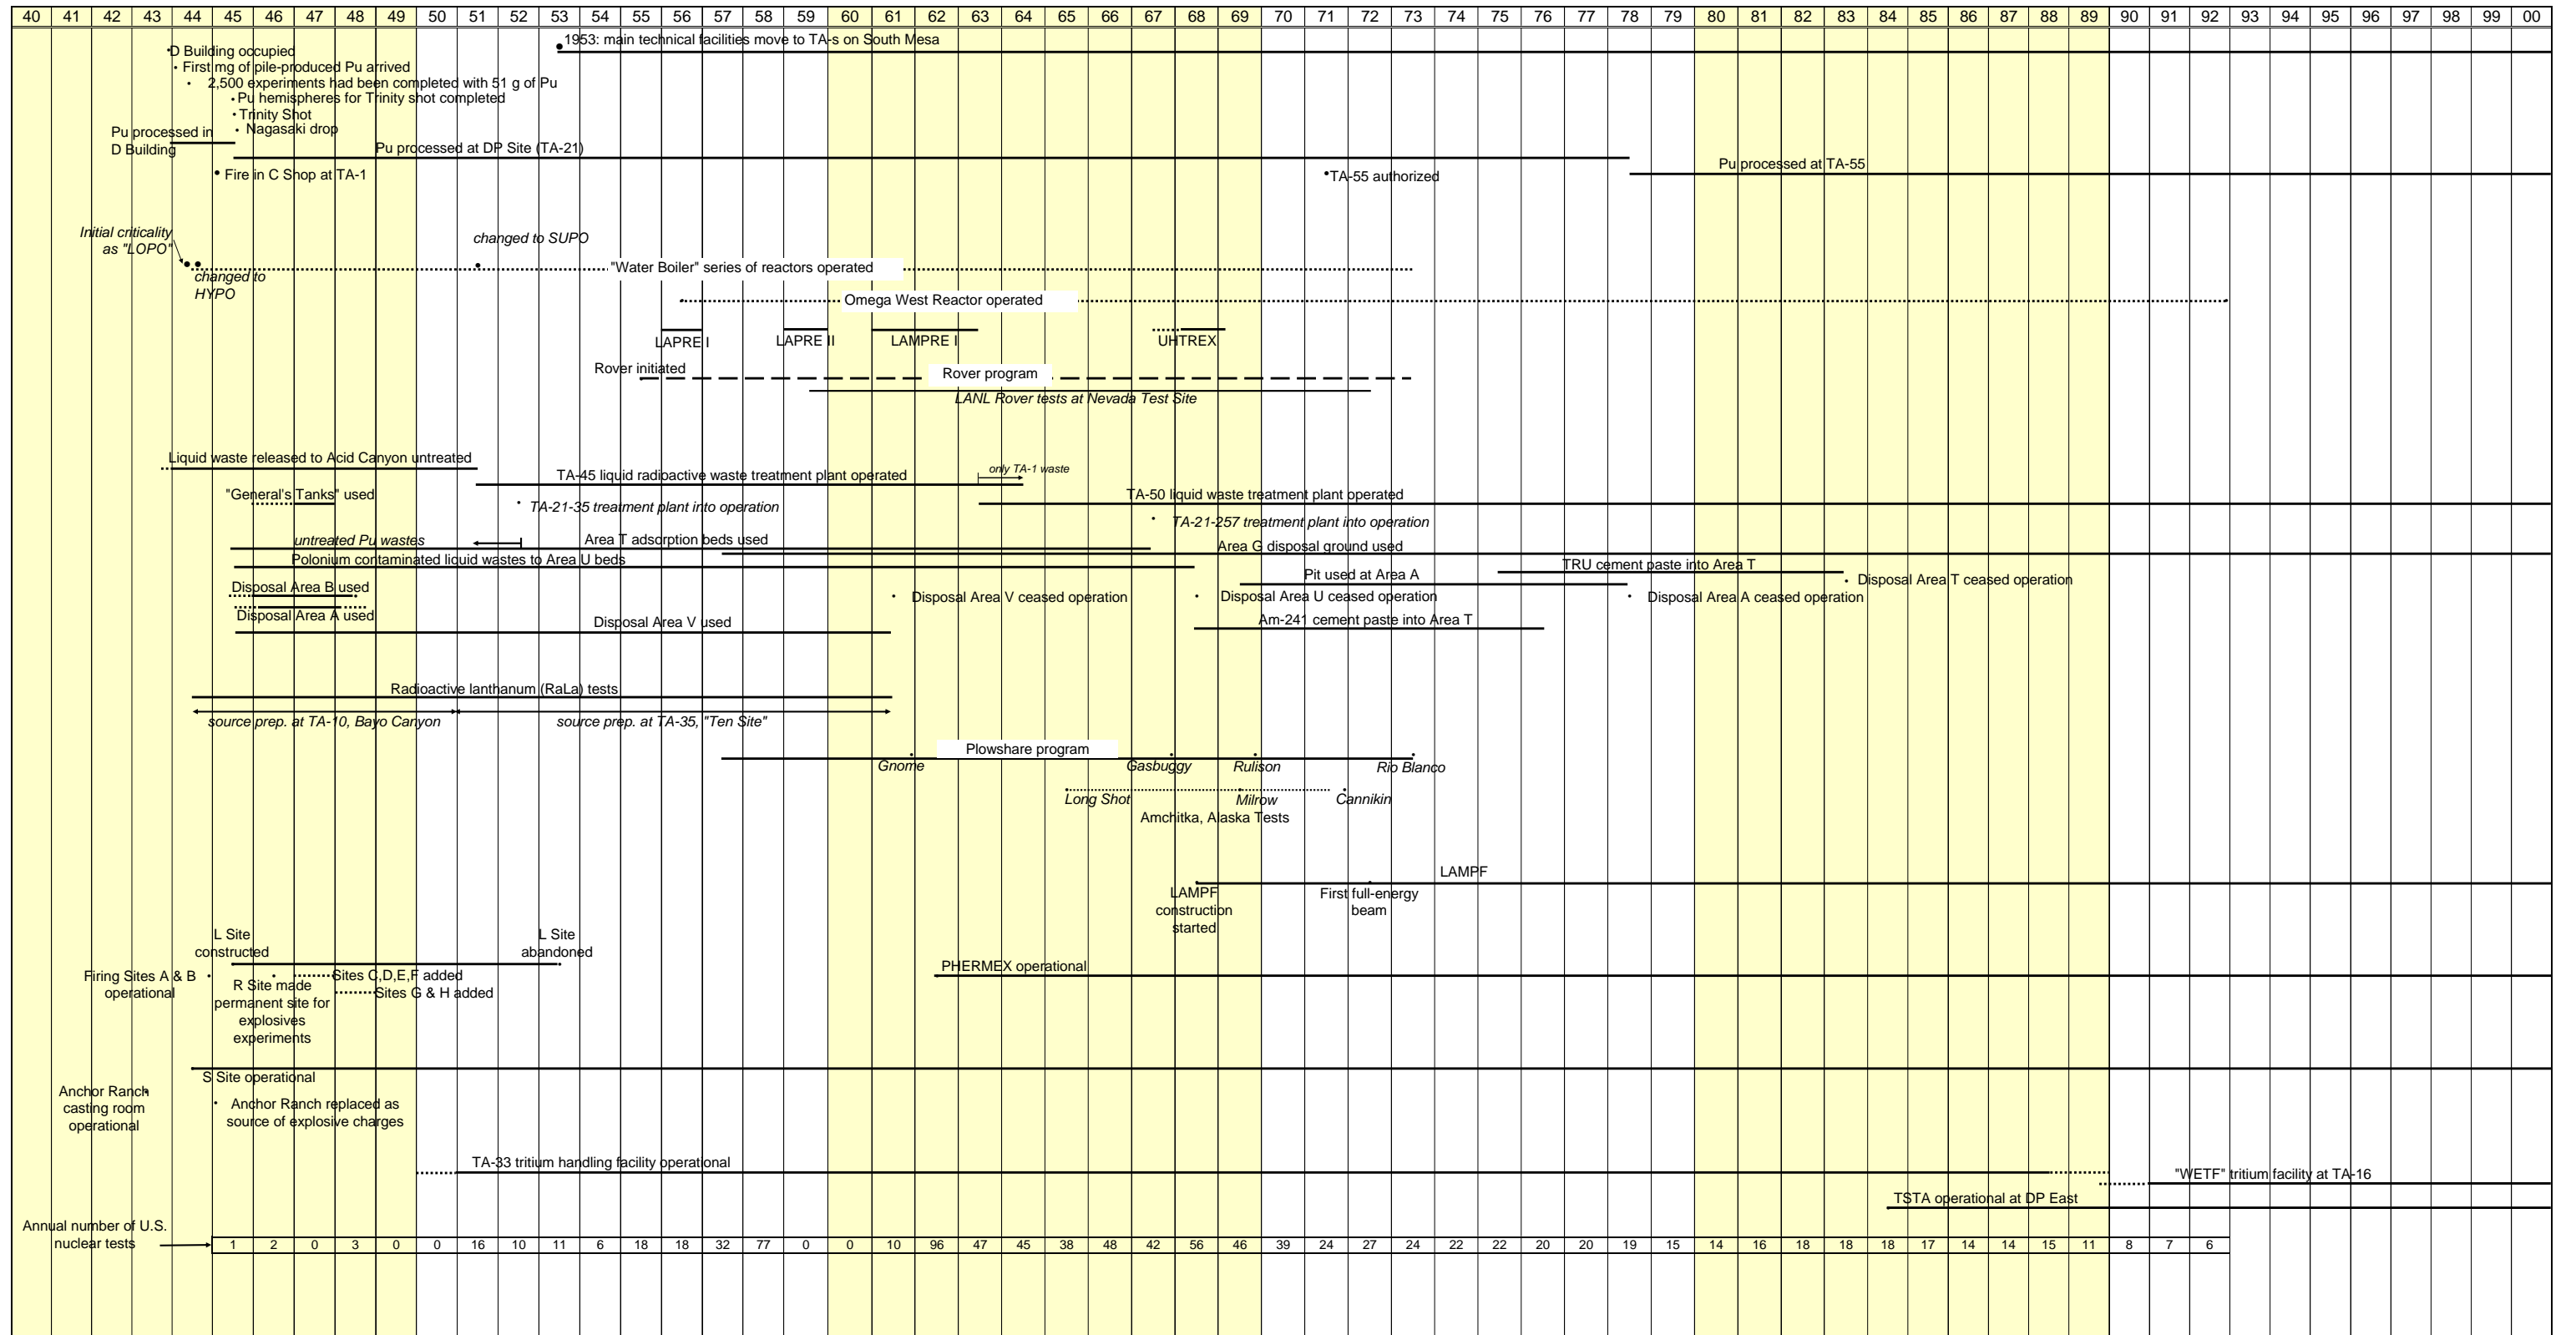 40 41 42 43 44 45 46 47 48 49 50 51 52 53 54 55 56 57 58 59 60 61 62 63 64 65 66 67 68 69 70 71 72 73 74 75 76 77 78 79 80 81 82 83 84 85 86 87 88 89 90 91 92 93 94 95 96 97 98 99 00
1953: main technical facilities move to TA-s on South Mesa
D Building occupied
First mg of pile-produced Pu arrived
2,500 experiments had been completed with 51 g of Pu
Pu hemispheres for Trinity shot completed
Trinity Shot
Nagasaki drop
Pu processed in
D Building
Pu processed at DP Site (TA-21)
Pu processed at TA-55
Fire in C Shop at TA-1
TA-55 authorized
Initial criticality
as "LOPO"
changed to SUPO
changed to
HYPO
"Water Boiler" series of reactors operated
Omega West Reactor operated
LAPRE I
LAPRE II
LAMPRE I
UHTREX
Rover initiated
Rover program
LANL Rover tests at Nevada Test Site
Liquid waste released to Acid Canyon untreated
TA-45 liquid radioactive waste treatment plant operated
only TA-1 waste
"General's Tanks" used
TA-50 liquid waste treatment plant operated
TA-21-35 treatment plant into operation
TA-21-257 treatment plant into operation
untreated Pu wastes
Area T adsorption beds used
Area G disposal ground used
Polonium contaminated liquid wastes to Area U beds
TRU cement paste into Area T
Pit used at Area A
Disposal Area T ceased operation
Disposal Area B used
Disposal Area V ceased operation
Disposal Area U ceased operation
Disposal Area A ceased operation
Disposal Area A used
Disposal Area V used
Am-241 cement paste into Area T
Radioactive lanthanum (RaLa) tests
source prep. at TA-10, Bayo Canyon
source prep. at TA-35, "Ten Site"
Plowshare program
Gnome
Gasbuggy
Rulison
Rio Blanco
Long Shot
Milrow
Cannikin
Amchitka, Alaska Tests
LAMPF
LAMPF
construction
started
First full-energy
beam
L Site
constructed
L Site
abandoned
Firing Sites A & B
operational
Sites C,D,E,F added
PHERMEX operational
R Site made
permanent site for
explosives
experiments
Sites G & H added
S Site operational
Anchor Ranch
casting room
operational
Anchor Ranch replaced as
source of explosive charges
TA-33 tritium handling facility operational
"WETF" tritium facility at TA-16
TSTA operational at DP East
Annual number of U.S.
nuclear tests
1 2 0 3 0 0 16 10 11 6 18 18 32 77 0 0 10 96 47 45 38 48 42 56 46 39 24 27 24 22 22 20 20 19 15 14 16 18 18 18 17 14 14 15 11 8 7 6